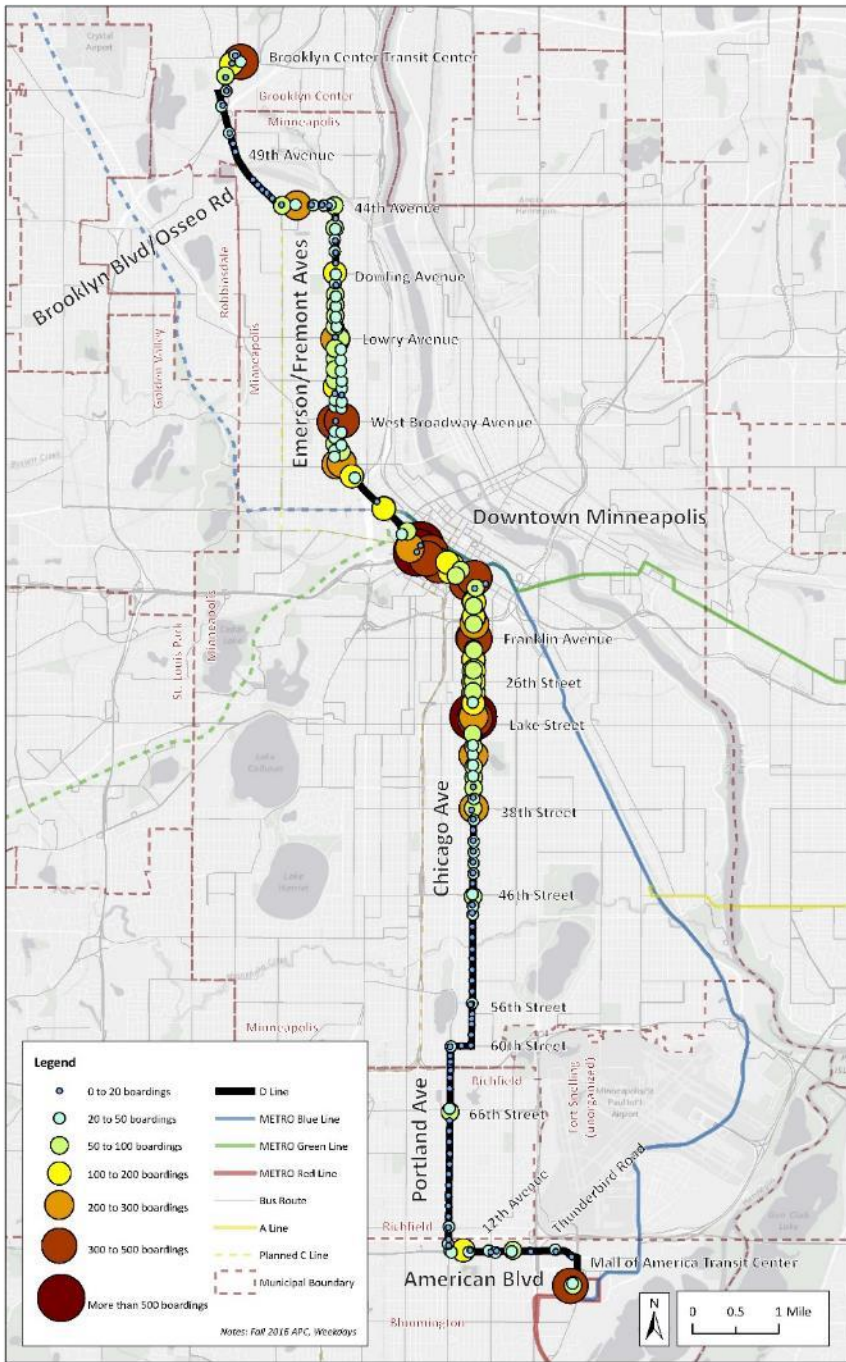 Crystal
Airport
Brooklyn Center Transit Center
Brooklyn Center
Minneapolis
49th Avenue
44th Avenue
Brooklyn Blvd/Osseo Rd
Robbinsdale
Minneapolis
Golden Valley
Emerson/Fremont Aves
Dowling Avenue
Lowry Avenue
West Broadway Avenue
Downtown Minneapolis
St. Louis Park
Minneapolis
Franklin Avenue
26th Street
Lake Street
Chicago Ave
38th Street
46th Street
56th Street
Minneapolis
60th Street
Richfield
Fort Snelling
(unorganized)
Minneapolis/St
Paul Int'l
Airport
66th Street
Portland Ave
12th Avenue
Thunderbird Road
Richfield
Mall of America Transit Center
American Blvd
Bloomington
Legend
0 to 20 boardings
20 to 50 boardings
50 to 100 boardings
100 to 200 boardings
200 to 300 boardings
300 to 500 boardings
More than 500 boardings
D Line
METRO Blue Line
METRO Green Line
METRO Red Line
Bus Route
A Line
Planned C Line
Municipal Boundary
Notes: Fall 2016 APC, Weekdays
N
0 0.5 1 Mile